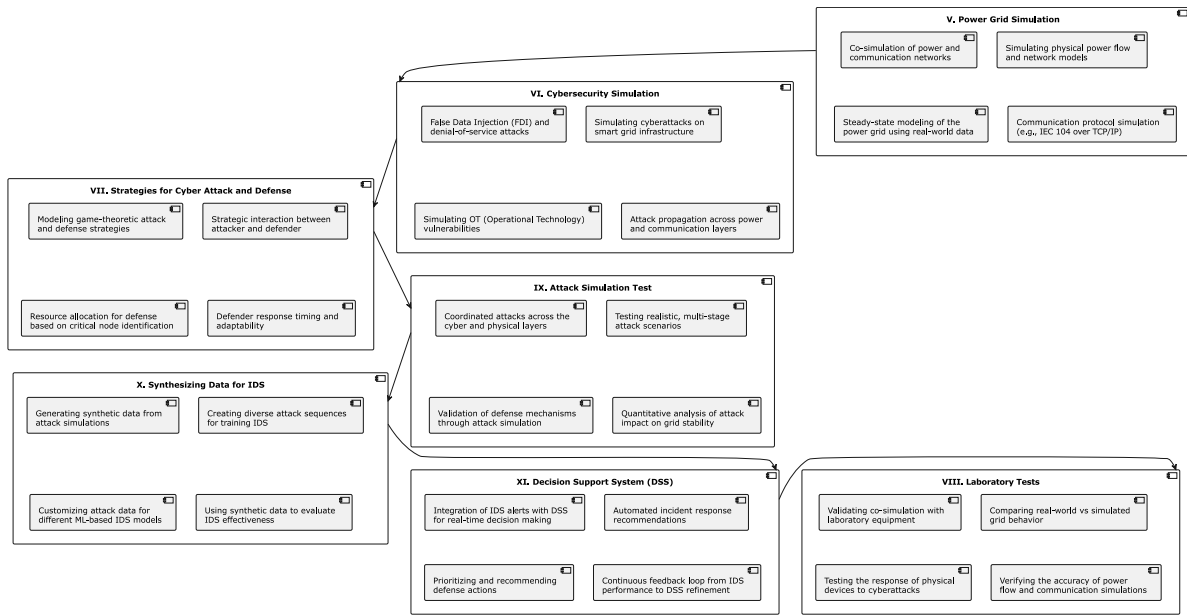 V. Power Grid Simulation
Co-simulation of power and
communication networks
Simulating physical power flow
and network models
Steady-state modeling of the
power grid using real-world data
Communication protocol simulation
(e.g., IEC 104 over TCP/IP)
VI. Cybersecurity Simulation
False Data Injection (FDI) and
denial-of-service attacks
Simulating cyberattacks on
smart grid infrastructure
Simulating OT (Operational Technology)
vulnerabilities
Attack propagation across power
and communication layers
VII. Strategies for Cyber Attack and Defense
Modeling game-theoretic attack
and defense strategies
Strategic interaction between
attacker and defender
Resource allocation for defense
based on critical node identification
Defender response timing and
adaptability
IX. Attack Simulation Test
Coordinated attacks across the
cyber and physical layers
Testing realistic, multi-stage
attack scenarios
Validation of defense mechanisms
through attack simulation
Quantitative analysis of attack
impact on grid stability
X. Synthesizing Data for IDS
Generating synthetic data from
attack simulations
Creating diverse attack sequences
for training IDS
Customizing attack data for
different ML-based IDS models
Using synthetic data to evaluate
IDS effectiveness
XI. Decision Support System (DSS)
Integration of IDS alerts with DSS
for real-time decision making
Automated incident response
recommendations
Prioritizing and recommending
defense actions
Continuous feedback loop from IDS
performance to DSS refinement
VIII. Laboratory Tests
Validating co-simulation with
laboratory equipment
Comparing real-world vs simulated
grid behavior
Testing the response of physical
devices to cyberattacks
Verifying the accuracy of power
flow and communication simulations